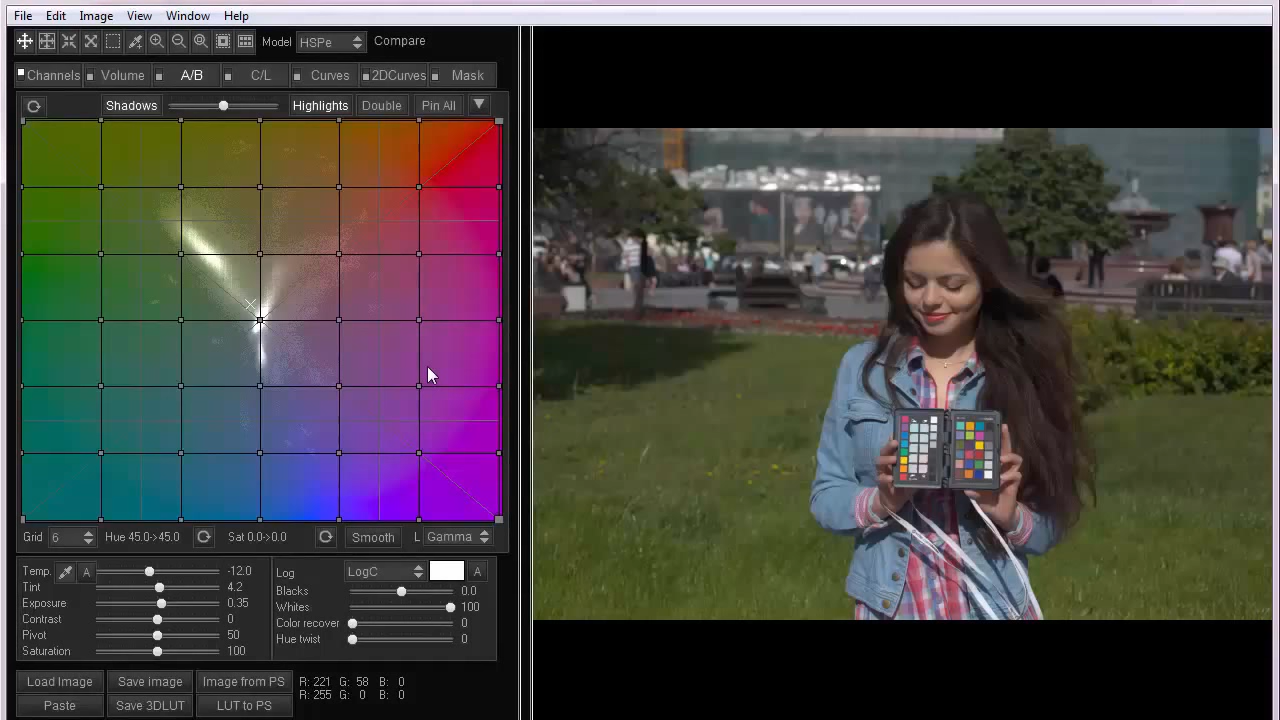 File Edit Image View Window Help
Model HSPe Compare
Channels Volume A/B C/L Curves 2DCurves Mask
Shadows Highlights Double Pin All
Grid 6 Hue 45.0->45.0 Sat 0.0->0.0 Smooth L Gamma
Temp. A -12.0
Tint 4.2
Exposure 0.35
Contrast 0
Pivot 50
Saturation 100
Log LogC A
Blacks 0.0
Whites 100
Color recover 0
Hue twist 0
Load Image Save image Image from PS
Paste Save 3DLUT LUT to PS
R: 221 G: 58 B: 0
R: 255 G: 0 B: 0